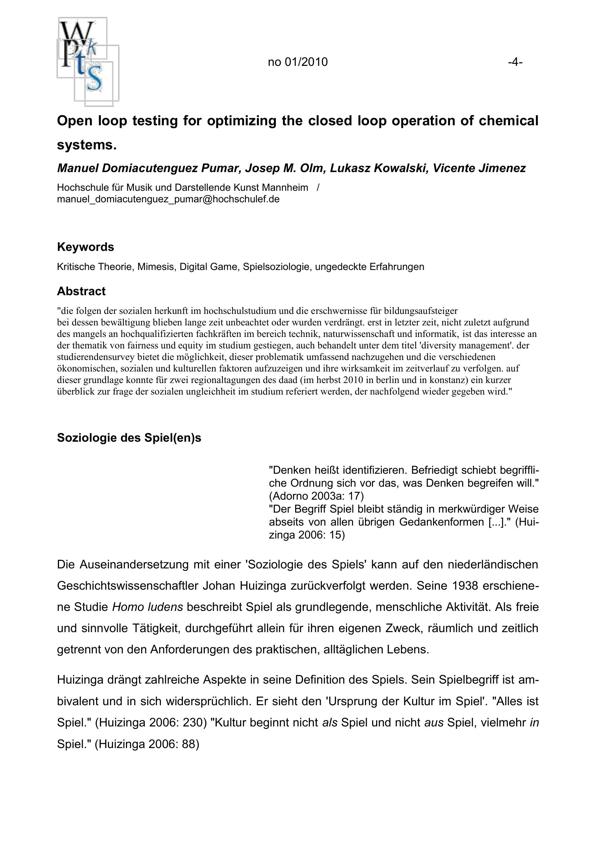 W
Pk
ts
no 01/2010 -4-
Open loop testing for optimizing the closed loop operation of chemical
systems.
Manuel Domiacutenguez Pumar, Josep M. Olm, Lukasz Kowalski, Vicente Jimenez
Hochschule für Musik und Darstellende Kunst Mannheim /
manuel_domiacutenguez_pumar@hochschulef.de
Keywords
Kritische Theorie, Mimesis, Digital Game, Spielsoziologie, ungedeckte Erfahrungen
Abstract
"die folgen der sozialen herkunft im hochschulstudium und die erschwernisse für bildungsaufsteiger
bei dessen bewältigung blieben lange zeit unbeachtet oder wurden verdrängt. erst in letzter zeit, nicht zuletzt aufgrund
des mangels an hochqualifizierten fachkräften im bereich technik, naturwissenschaft und informatik, ist das interesse an
der thematik von fairness und equity im studium gestiegen, auch behandelt unter dem titel 'diversity management'. der
studierendensurvey bietet die möglichkeit, dieser problematik umfassend nachzugehen und die verschiedenen
ökonomischen, sozialen und kulturellen faktoren aufzuzeigen und ihre wirksamkeit im zeitverlauf zu verfolgen. auf
dieser grundlage konnte für zwei regionaltagungen des daad (im herbst 2010 in berlin und in konstanz) ein kurzer
überblick zur frage der sozialen ungleichheit im studium referiert werden, der nachfolgend wieder gegeben wird."
Soziologie des Spiel(en)s
"Denken heißt identifizieren. Befriedigt schiebt begriffli-
che Ordnung sich vor das, was Denken begreifen will."
(Adorno 2003a: 17)
"Der Begriff Spiel bleibt ständig in merkwürdiger Weise
abseits von allen übrigen Gedankenformen [...]." (Hui-
zinga 2006: 15)
Die Auseinandersetzung mit einer 'Soziologie des Spiels' kann auf den niederländischen
Geschichtswissenschaftler Johan Huizinga zurückverfolgt werden. Seine 1938 erschiene-
ne Studie Homo ludens beschreibt Spiel als grundlegende, menschliche Aktivität. Als freie
und sinnvolle Tätigkeit, durchgeführt allein für ihren eigenen Zweck, räumlich und zeitlich
getrennt von den Anforderungen des praktischen, alltäglichen Lebens.
Huizinga drängt zahlreiche Aspekte in seine Definition des Spiels. Sein Spielbegriff ist am-
bivalent und in sich widersprüchlich. Er sieht den 'Ursprung der Kultur im Spiel'. "Alles ist
Spiel." (Huizinga 2006: 230) "Kultur beginnt nicht als Spiel und nicht aus Spiel, vielmehr in
Spiel." (Huizinga 2006: 88)